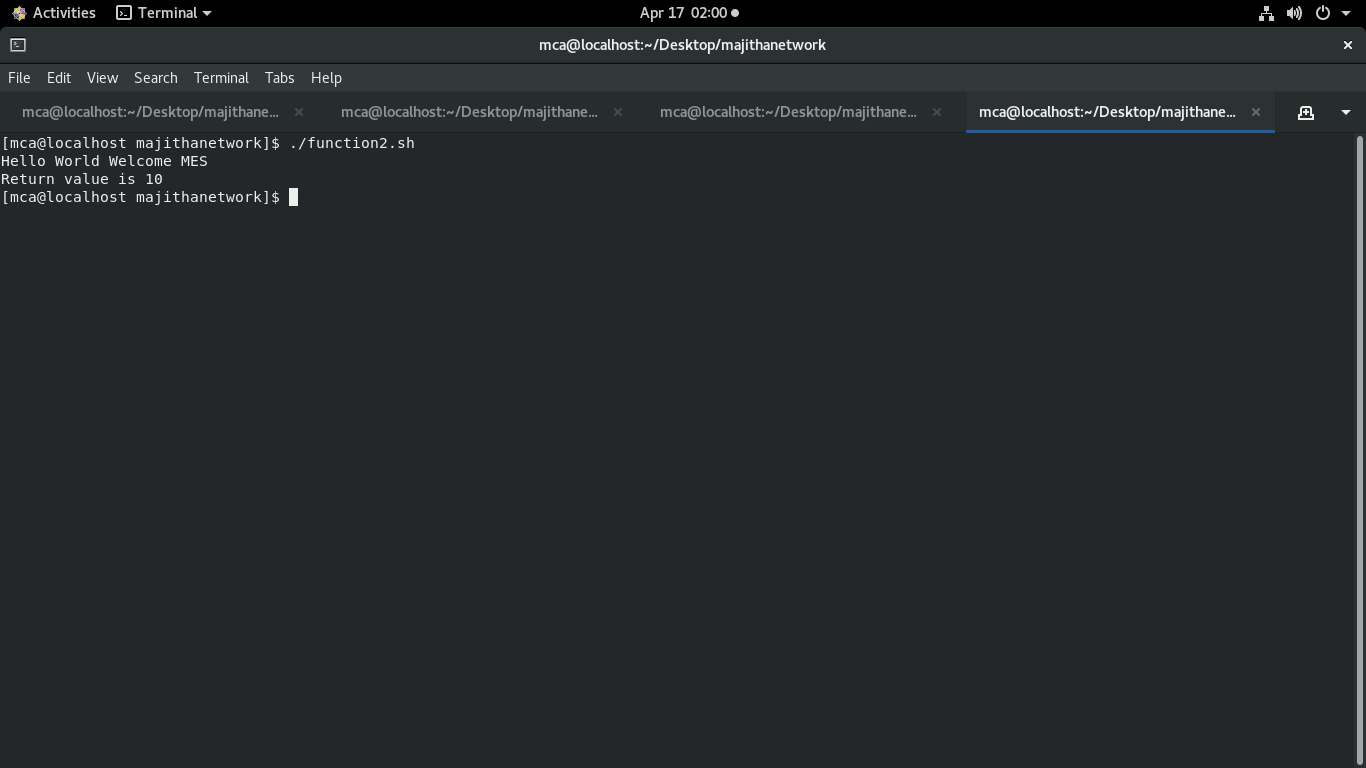 Activities Terminal Apr 17 02:00
mca@localhost:~/Desktop/majithanetwork
File Edit View Search Terminal Tabs Help
mca@localhost:~/Desktop/majithane... mca@localhost:~/Desktop/majithane... mca@localhost:~/Desktop/majithane... mca@localhost:~/Desktop/majithane...
[mca@localhost majithanetwork]$ ./function2.sh
Hello World Welcome MES
Return value is 10
[mca@localhost majithanetwork]$